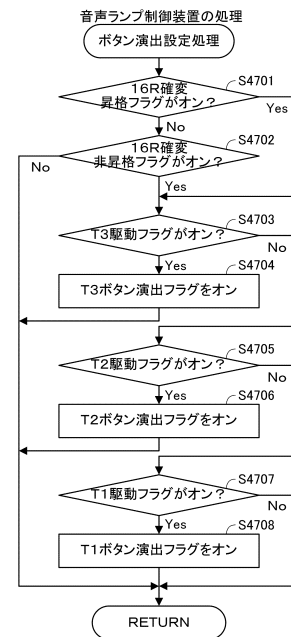 音声ランプ制御装置の処理
ボタン演出設定処理
S4701
16R確変
昇格フラグがオン?
Yes
No
S4702
16R確変
非昇格フラグがオン?
No
Yes
S4703
T3駆動フラグがオン?
No
Yes
S4704
T3ボタン演出フラグをオン
S4705
T2駆動フラグがオン?
No
Yes
S4706
T2ボタン演出フラグをオン
S4707
T1駆動フラグがオン?
No
Yes
S4708
T1ボタン演出フラグをオン
RETURN